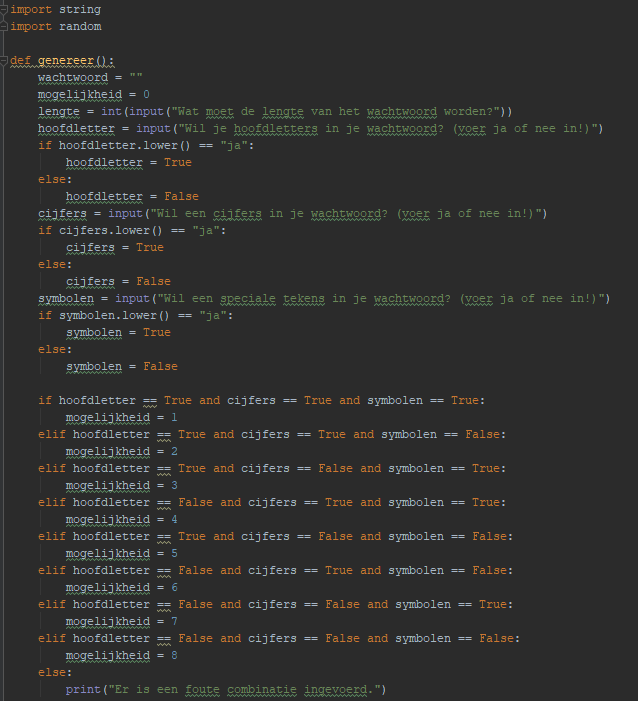 import string
import random

def genereer():
    wachtwoord = ""
    mogelijkheid = 0
    lengte = int(input("Wat moet de lengte van het wachtwoord worden?"))
    hoofdletter = input("Wil je hoofdletters in je wachtwoord? (voer ja of nee in!)")
    if hoofdletter.lower() == "ja":
        hoofdletter = True
    else:
        hoofdletter = False
    cijfers = input("Wil een cijfers in je wachtwoord? (voer ja of nee in!)")
    if cijfers.lower() == "ja":
        cijfers = True
    else:
        cijfers = False
    symbolen = input("Wil een speciale tekens in je wachtwoord? (voer ja of nee in!)")
    if symbolen.lower() == "ja":
        symbolen = True
    else:
        symbolen = False

    if hoofdletter == True and cijfers == True and symbolen == True:
        mogelijkheid = 1
    elif hoofdletter == True and cijfers == True and symbolen == False:
        mogelijkheid = 2
    elif hoofdletter == True and cijfers == False and symbolen == True:
        mogelijkheid = 3
    elif hoofdletter == False and cijfers == True and symbolen == True:
        mogelijkheid = 4
    elif hoofdletter == True and cijfers == False and symbolen == False:
        mogelijkheid = 5
    elif hoofdletter == False and cijfers == True and symbolen == False:
        mogelijkheid = 6
    elif hoofdletter == False and cijfers == False and symbolen == True:
        mogelijkheid = 7
    elif hoofdletter == False and cijfers == False and symbolen == False:
        mogelijkheid = 8
    else:
        print("Er is een foute combinatie ingevoerd.")